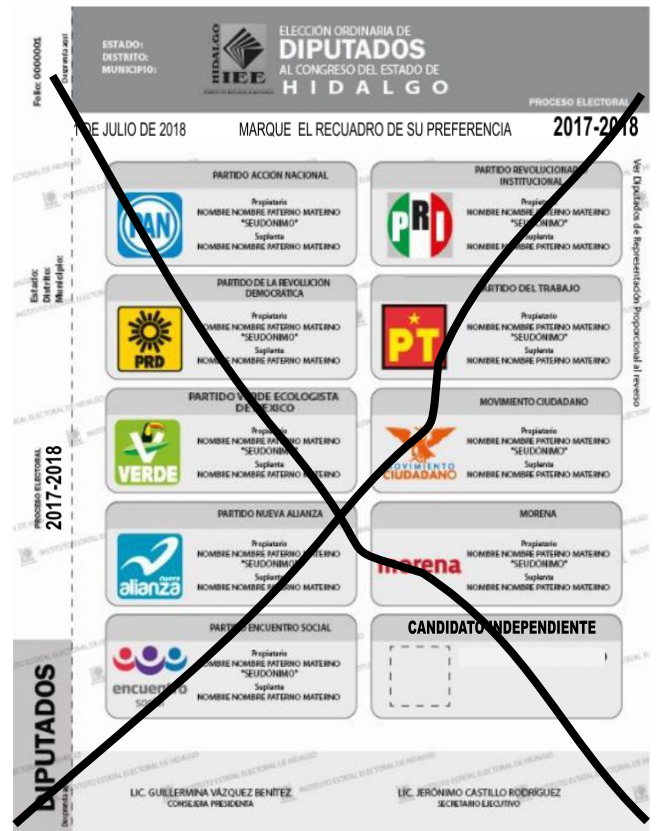 ELECCIÓN ORDINARIA DE
DIPUTADOS
AL CONGRESO DEL ESTADO DE
HIDALGO
ESTADO:
DISTRITO:
MUNICIPIO:
HIDALGO
IEE
PROCESO ELECTORAL
2017-2018
Folio: 0000001
Desprenda aquí
1 DE JULIO DE 2018
MARQUE EL RECUADRO DE SU PREFERENCIA
PARTIDO ACCIÓN NACIONAL
PAN
Propietario
NOMBRE NOMBRE PATERNO MATERNO
"SEUDÓNIMO"
Suplente
NOMBRE NOMBRE PATERNO MATERNO
PARTIDO REVOLUCIONARIO
INSTITUCIONAL
PRI
Propietario
NOMBRE NOMBRE PATERNO MATERNO
"SEUDÓNIMO"
Suplente
NOMBRE NOMBRE PATERNO MATERNO
PARTIDO DE LA REVOLUCIÓN
DEMOCRÁTICA
PRD
Propietario
NOMBRE NOMBRE PATERNO MATERNO
"SEUDÓNIMO"
Suplente
NOMBRE NOMBRE PATERNO MATERNO
PARTIDO DEL TRABAJO
PT
Propietario
NOMBRE NOMBRE PATERNO MATERNO
"SEUDÓNIMO"
Suplente
NOMBRE NOMBRE PATERNO MATERNO
PARTIDO VERDE ECOLOGISTA
DE MÉXICO
VERDE
Propietario
NOMBRE NOMBRE PATERNO MATERNO
"SEUDÓNIMO"
Suplente
NOMBRE NOMBRE PATERNO MATERNO
MOVIMIENTO CIUDADANO
MOVIMIENTO
CIUDADANO
Propietario
NOMBRE NOMBRE PATERNO MATERNO
"SEUDÓNIMO"
Suplente
NOMBRE NOMBRE PATERNO MATERNO
PARTIDO NUEVA ALIANZA
nueva
alianza
Propietario
NOMBRE NOMBRE PATERNO MATERNO
"SEUDÓNIMO"
Suplente
NOMBRE NOMBRE PATERNO MATERNO
MORENA
morena
Propietario
NOMBRE NOMBRE PATERNO MATERNO
"SEUDÓNIMO"
Suplente
NOMBRE NOMBRE PATERNO MATERNO
PARTIDO ENCUENTRO SOCIAL
encuentro
social
Propietario
NOMBRE NOMBRE PATERNO MATERNO
"SEUDÓNIMO"
Suplente
NOMBRE NOMBRE PATERNO MATERNO
CANDIDATO INDEPENDIENTE
Ver Diputados de Representación Proporcional al reverso
Estado:
Distrito:
Municipio:
PROCESO ELECTORAL
2017-2018
DIPUTADOS
Desprenda aquí
INSTITUTO ESTATAL ELECTORAL DE HIDALGO
LIC. GUILLERMINA VÁZQUEZ BENÍTEZ
CONSEJERA PRESIDENTA
LIC. JERÓNIMO CASTILLO RODRÍGUEZ
SECRETARIO EJECUTIVO